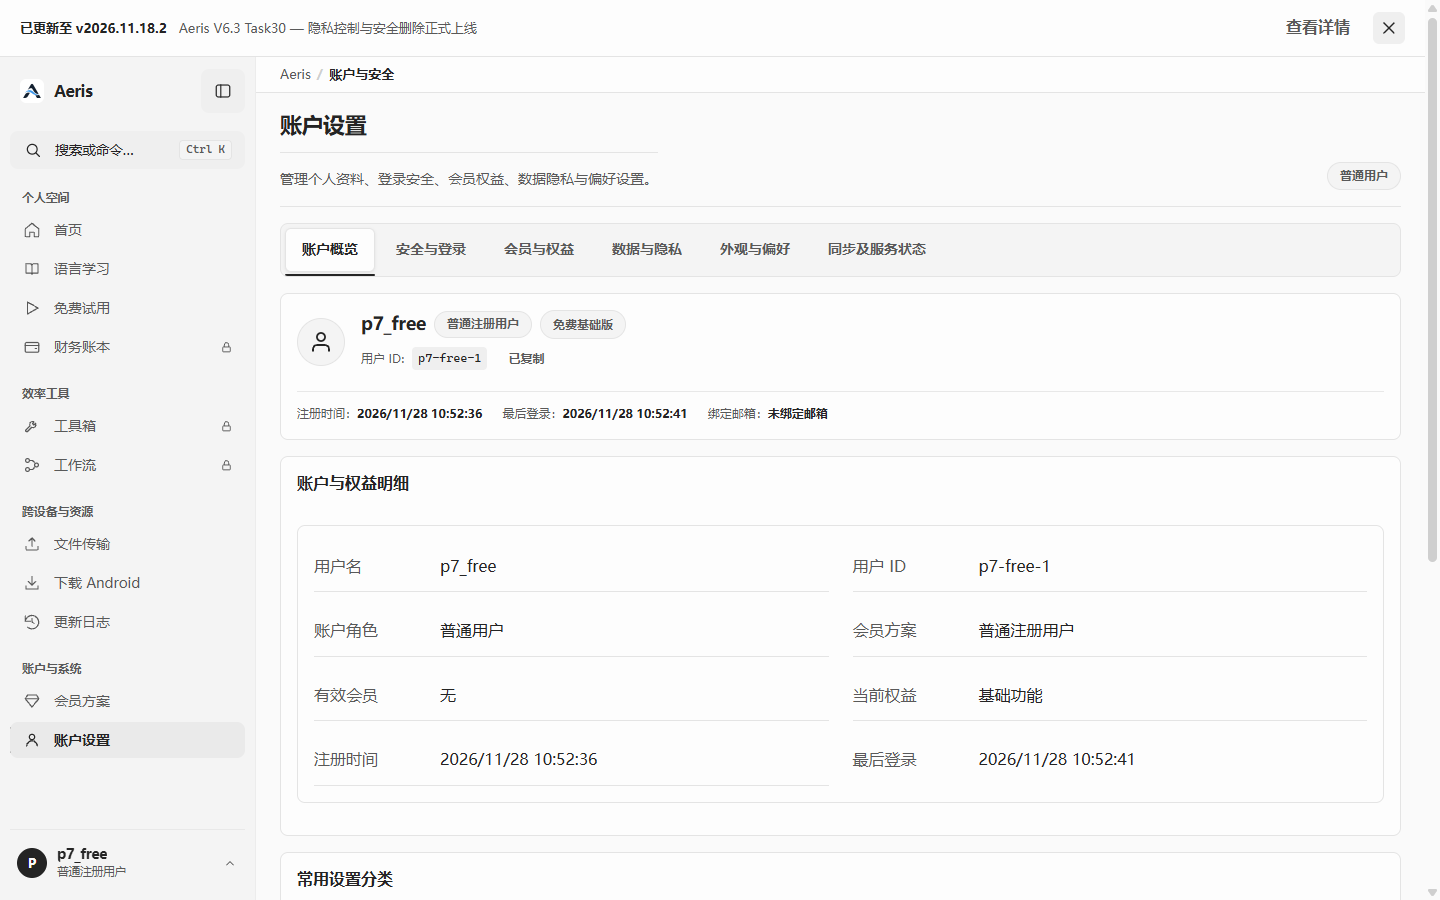 已更新至 v2026.11.18.2 Aeris V6.3 Task30 — 隐私控制与安全删除正式上线 查看详情
Aeris
搜索或命令... Ctrl K
个人空间
首页
语言学习
免费试用
财务账本
效率工具
工具箱
工作流
跨设备与资源
文件传输
下载 Android
更新日志
账户与系统
会员方案
账户设置
P p7_free
普通注册用户
Aeris / 账户与安全
账户设置
管理个人资料、登录安全、会员权益、数据隐私与偏好设置。
普通用户
账户概览 安全与登录 会员与权益 数据与隐私 外观与偏好 同步及服务状态
p7_free 普通注册用户 免费基础版
用户 ID: p7-free-1 已复制
注册时间: 2026/11/28 10:52:36 最后登录: 2026/11/28 10:52:41 绑定邮箱: 未绑定邮箱
账户与权益明细
用户名 p7_free 用户 ID p7-free-1
账户角色 普通用户 会员方案 普通注册用户
有效会员 无 当前权益 基础功能
注册时间 2026/11/28 10:52:36 最后登录 2026/11/28 10:52:41
常用设置分类